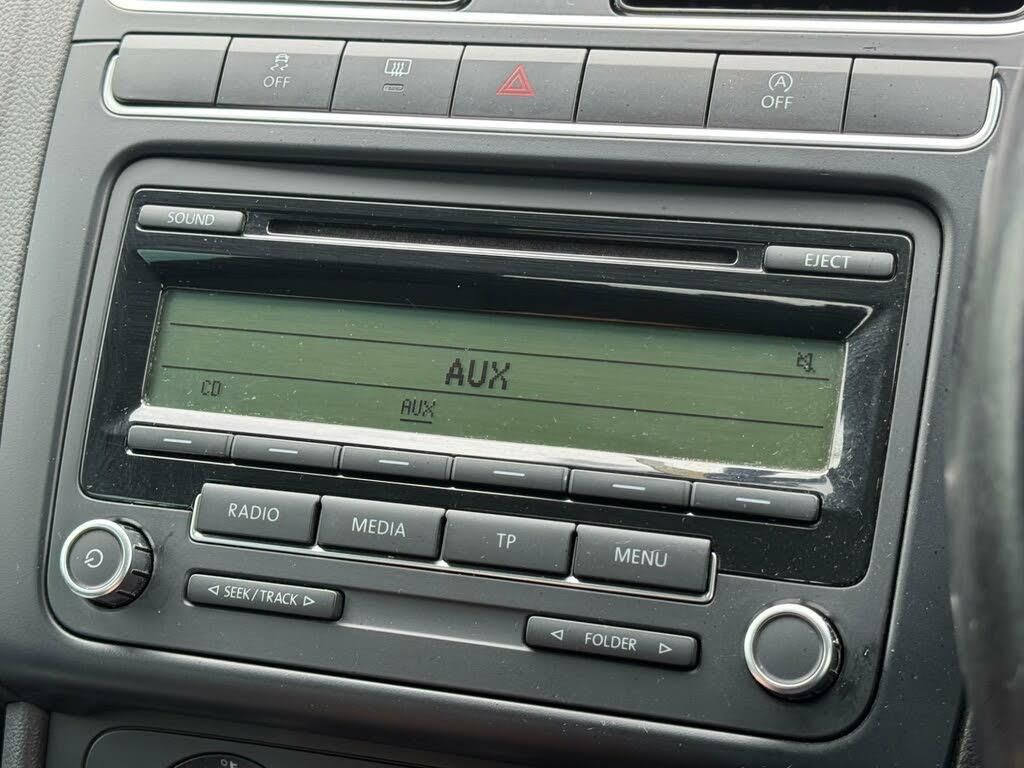 OFF
A
OFF
SOUND
EJECT
AUX
CD
AUX
RADIO
MEDIA
TP
MENU
SEEK/TRACK
FOLDER